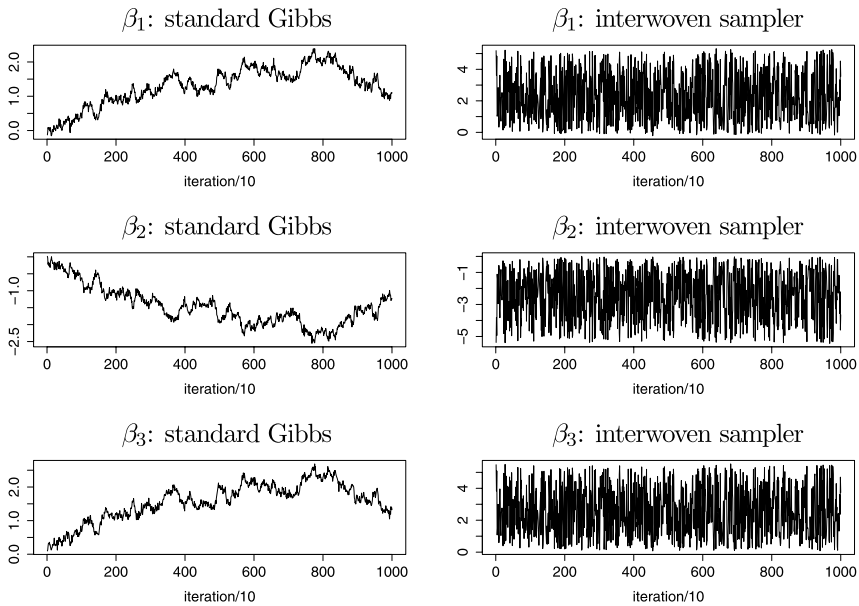 β₁: standard Gibbs
0.0 1.0 2.0
0 200 400 600 800 1000
iteration/10
β₁: interwoven sampler
0 2 4
0 200 400 600 800 1000
iteration/10
β₂: standard Gibbs
−2.5 −1.0
0 200 400 600 800 1000
iteration/10
β₂: interwoven sampler
−5 −3 −1
0 200 400 600 800 1000
iteration/10
β₃: standard Gibbs
0.0 1.0 2.0
0 200 400 600 800 1000
iteration/10
β₃: interwoven sampler
0 2 4
0 200 400 600 800 1000
iteration/10